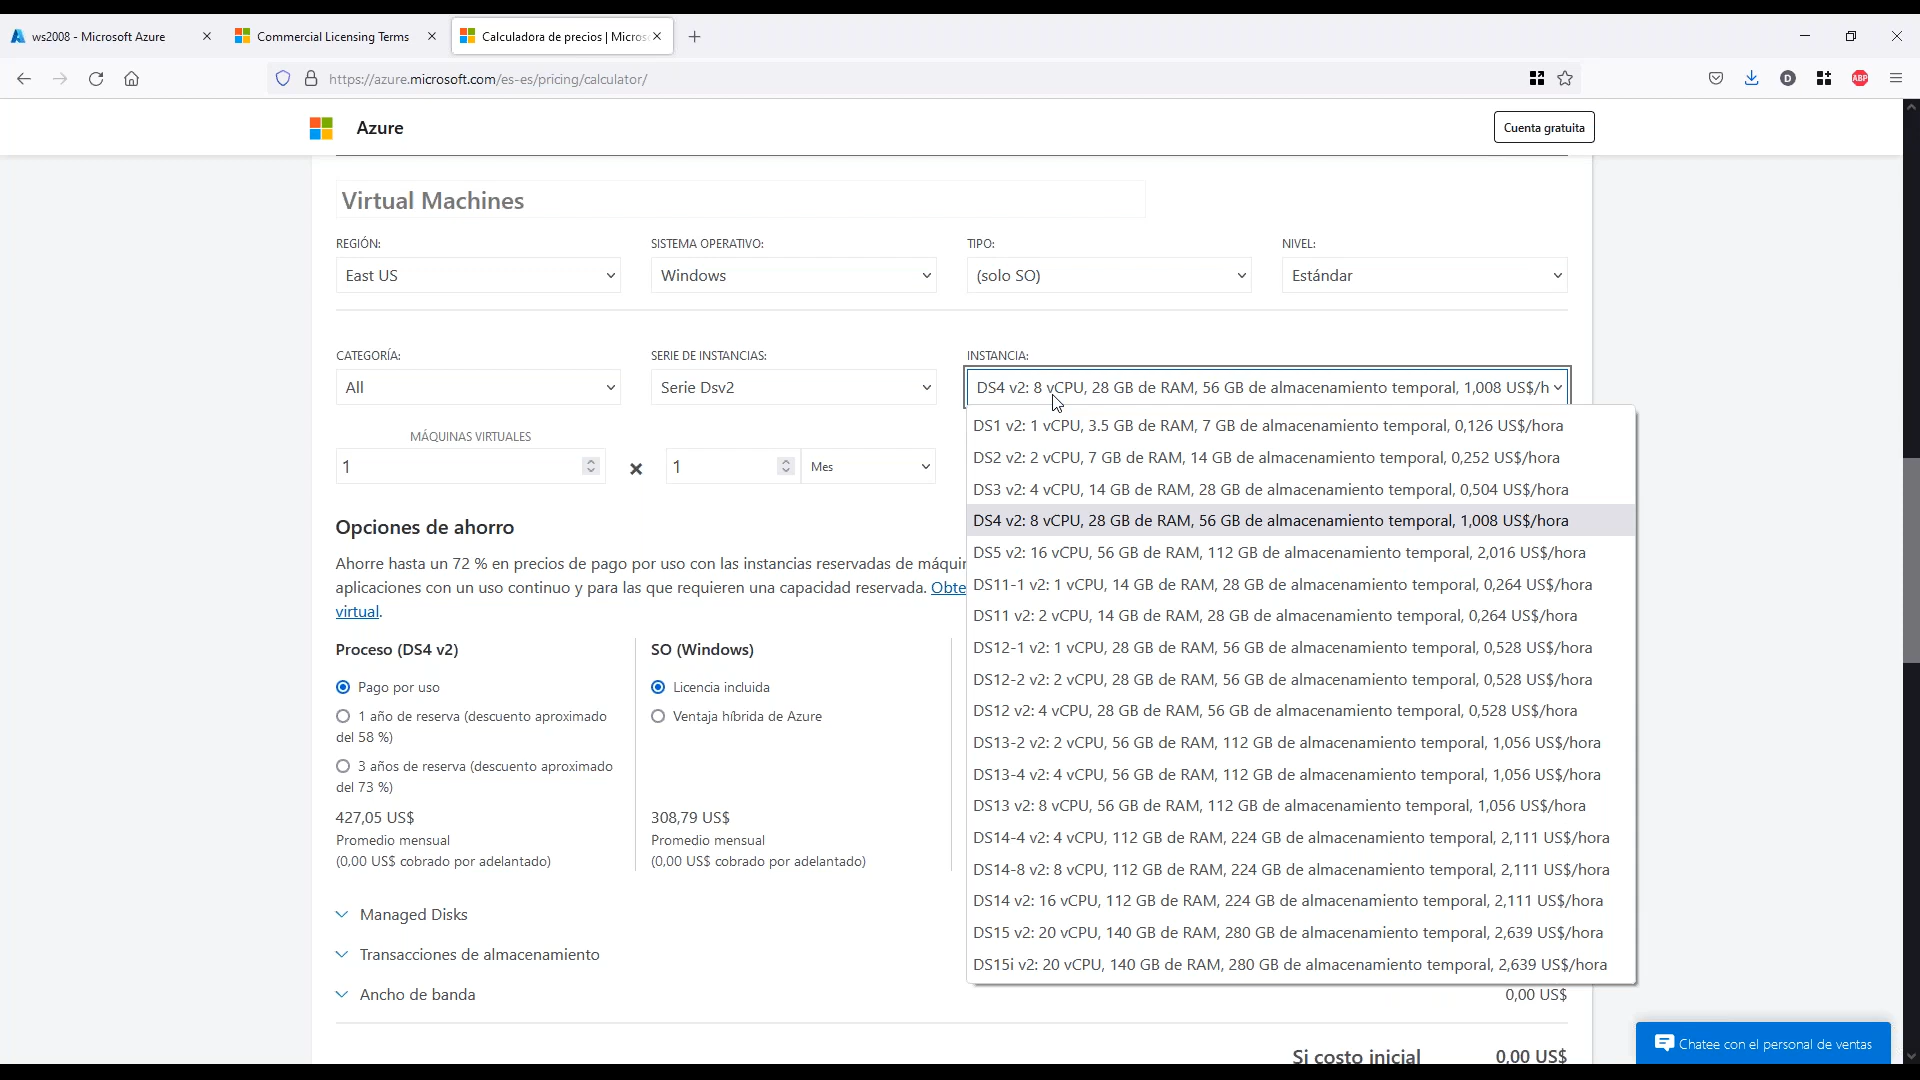 ws2008 - Microsoft Azure
Commercial Licensing Terms
Calculadora de precios | Micros
https://azure.microsoft.com/es-es/pricing/calculator/
D
ABP
Azure
Cuenta gratuita
Virtual Machines
REGIÓN:
SISTEMA OPERATIVO:
TIPO:
NIVEL:
East US
Windows
(solo SO)
Estándar
CATEGORÍA:
SERIE DE INSTANCIAS:
INSTANCIA:
All
Serie Dsv2
DS4 v2: 8 vCPU, 28 GB de RAM, 56 GB de almacenamiento temporal, 1,008 US$/h
MÁQUINAS VIRTUALES
1
1
Mes
DS1 v2: 1 vCPU, 3.5 GB de RAM, 7 GB de almacenamiento temporal, 0,126 US$/hora
DS2 v2: 2 vCPU, 7 GB de RAM, 14 GB de almacenamiento temporal, 0,252 US$/hora
DS3 v2: 4 vCPU, 14 GB de RAM, 28 GB de almacenamiento temporal, 0,504 US$/hora
DS4 v2: 8 vCPU, 28 GB de RAM, 56 GB de almacenamiento temporal, 1,008 US$/hora
DS5 v2: 16 vCPU, 56 GB de RAM, 112 GB de almacenamiento temporal, 2,016 US$/hora
DS11-1 v2: 1 vCPU, 14 GB de RAM, 28 GB de almacenamiento temporal, 0,264 US$/hora
DS11 v2: 2 vCPU, 14 GB de RAM, 28 GB de almacenamiento temporal, 0,264 US$/hora
DS12-1 v2: 1 vCPU, 28 GB de RAM, 56 GB de almacenamiento temporal, 0,528 US$/hora
DS12-2 v2: 2 vCPU, 28 GB de RAM, 56 GB de almacenamiento temporal, 0,528 US$/hora
DS12 v2: 4 vCPU, 28 GB de RAM, 56 GB de almacenamiento temporal, 0,528 US$/hora
DS13-2 v2: 2 vCPU, 56 GB de RAM, 112 GB de almacenamiento temporal, 1,056 US$/hora
DS13-4 v2: 4 vCPU, 56 GB de RAM, 112 GB de almacenamiento temporal, 1,056 US$/hora
DS13 v2: 8 vCPU, 56 GB de RAM, 112 GB de almacenamiento temporal, 1,056 US$/hora
DS14-4 v2: 4 vCPU, 112 GB de RAM, 224 GB de almacenamiento temporal, 2,111 US$/hora
DS14-8 v2: 8 vCPU, 112 GB de RAM, 224 GB de almacenamiento temporal, 2,111 US$/hora
DS14 v2: 16 vCPU, 112 GB de RAM, 224 GB de almacenamiento temporal, 2,111 US$/hora
DS15 v2: 20 vCPU, 140 GB de RAM, 280 GB de almacenamiento temporal, 2,639 US$/hora
DS15i v2: 20 vCPU, 140 GB de RAM, 280 GB de almacenamiento temporal, 2,639 US$/hora
Opciones de ahorro
Ahorre hasta un 72 % en precios de pago por uso con las instancias reservadas de máquin
aplicaciones con un uso continuo y para las que requieren una capacidad reservada. Obte
virtual.
Proceso (DS4 v2)
Pago por uso
1 año de reserva (descuento aproximado
del 58 %)
3 años de reserva (descuento aproximado
del 73 %)
427,05 US$
Promedio mensual
(0,00 US$ cobrado por adelantado)
SO (Windows)
Licencia incluida
Ventaja híbrida de Azure
308,79 US$
Promedio mensual
(0,00 US$ cobrado por adelantado)
Managed Disks
Transacciones de almacenamiento
Ancho de banda
0,00 US$
Si costo inicial
0,00 US$
Chatee con el personal de ventas